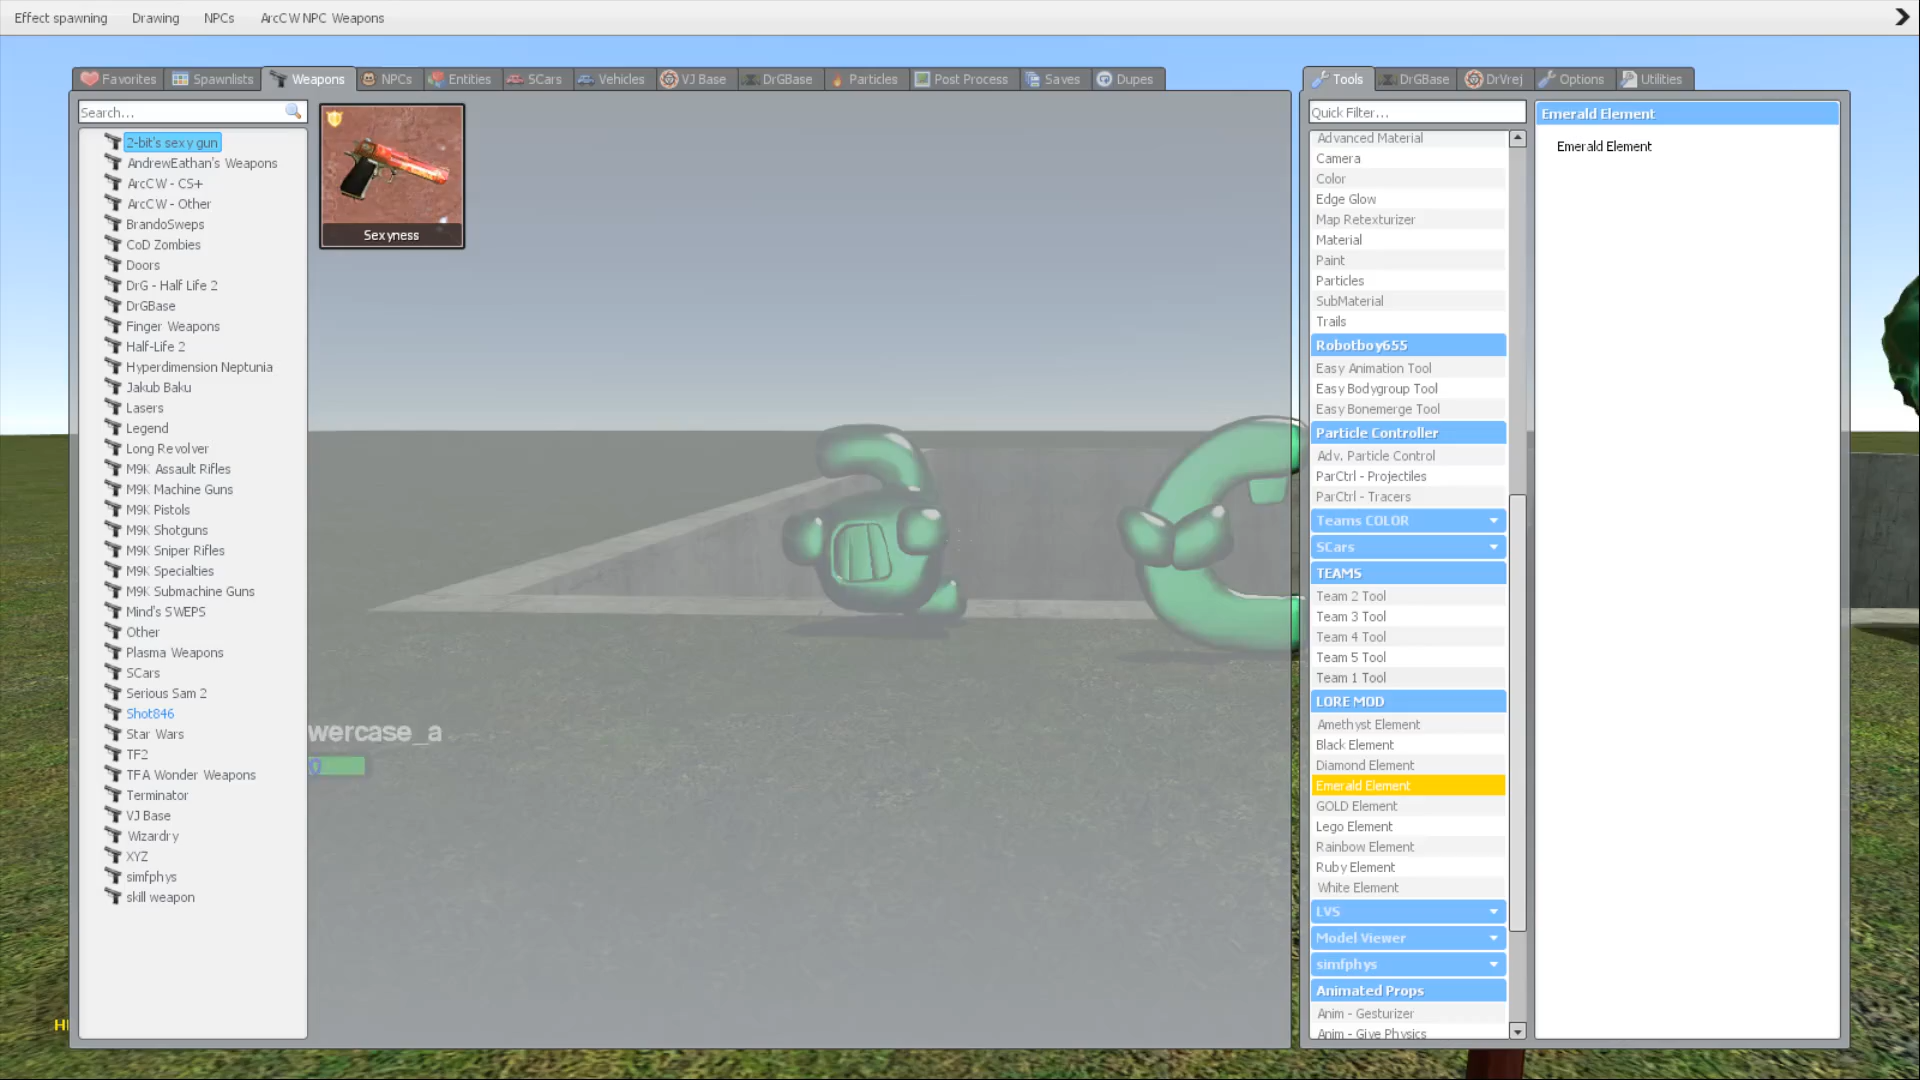 Effect spawning Drawing NPCs ArcCW NPC Weapons
Favorites Spawnlists Weapons NPCs Entities SCars Vehicles VJ Base DrGBase Particles Post Process Saves Dupes
Search...
2-bit's sexy gun
AndrewEathan's Weapons
ArcCW - CS+
ArcCW - Other
BrandoSweps
CoD Zombies
Doors
DrG - Half Life 2
DrGBase
Finger Weapons
Half-Life 2
Hyperdimension Neptunia
Jakub Baku
Lasers
Legend
Long Revolver
M9K Assault Rifles
M9K Machine Guns
M9K Pistols
M9K Shotguns
M9K Sniper Rifles
M9K Specialties
M9K Submachine Guns
Mind's SWEPS
Other
Plasma Weapons
SCars
Serious Sam 2
Shot846
Star Wars
TF2
TFA Wonder Weapons
Terminator
VJ Base
Wizardry
XYZ
simfphys
skill weapon
Sexyness
wercase_a
Tools DrGBase DrVrej Options Utilities
Quick Filter...
Advanced Material
Camera
Color
Edge Glow
Map Retexturizer
Material
Paint
Particles
SubMaterial
Trails
Robotboy655
Easy Animation Tool
Easy Bodygroup Tool
Easy Bonemerge Tool
Particle Controller
Adv. Particle Control
ParCtrl - Projectiles
ParCtrl - Tracers
Teams COLOR
SCars
TEAMS
Team 2 Tool
Team 3 Tool
Team 4 Tool
Team 5 Tool
Team 1 Tool
LORE MOD
Amethyst Element
Black Element
Diamond Element
Emerald Element
GOLD Element
Lego Element
Rainbow Element
Ruby Element
White Element
LVS
Model Viewer
simfphys
Animated Props
Anim - Gesturizer
Anim - Give Physics
Emerald Element
Emerald Element